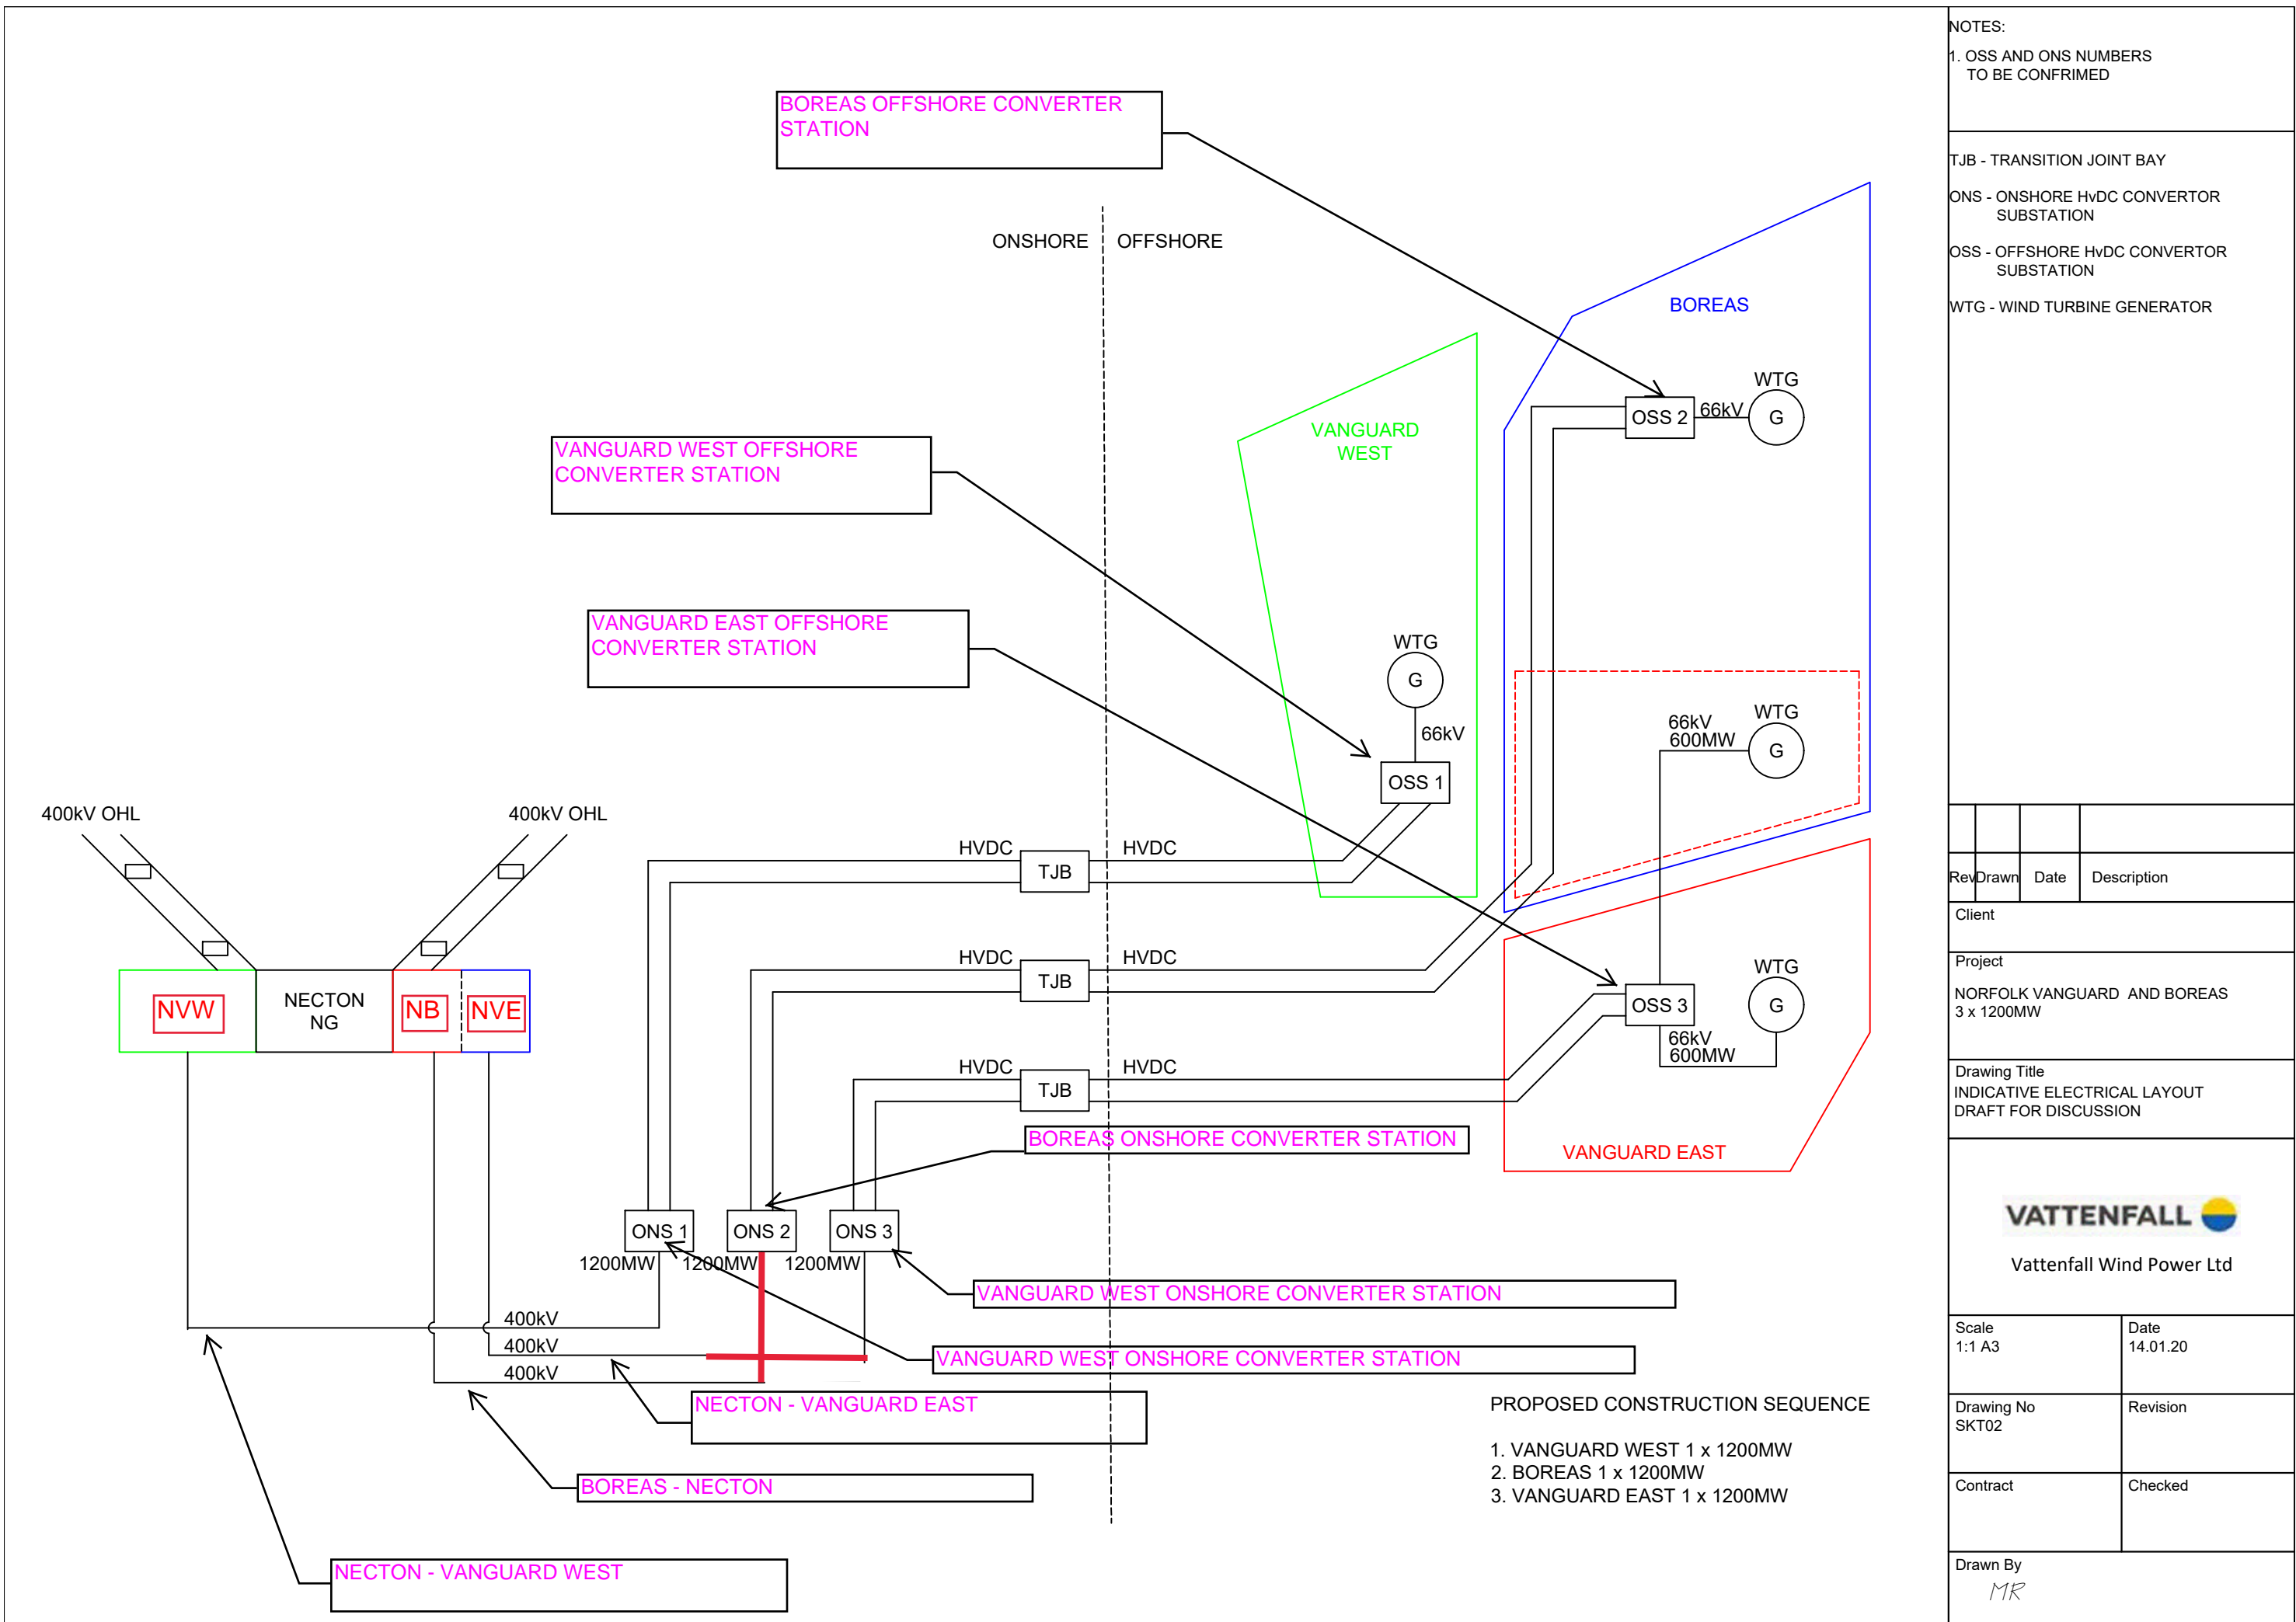 BOREAS OFFSHORE CONVERTER
STATION
ONSHORE
OFFSHORE
BOREAS
WTG
OSS 2
66kV
G
VANGUARD
WEST
VANGUARD WEST OFFSHORE
CONVERTER STATION
VANGUARD EAST OFFSHORE
CONVERTER STATION
WTG
G
66kV
OSS 1
66kV
600MW
WTG
G
400kV OHL
400kV OHL
HVDC
TJB
HVDC
HVDC
TJB
HVDC
HVDC
TJB
HVDC
NVW
NECTON
NG
NB
NVE
WTG
OSS 3
G
66kV
600MW
VANGUARD EAST
BOREAS ONSHORE CONVERTER STATION
ONS 1
ONS 2
ONS 3
1200MW
1200MW
1200MW
VANGUARD WEST ONSHORE CONVERTER STATION
400kV
400kV
400kV
VANGUARD WEST ONSHORE CONVERTER STATION
NECTON - VANGUARD EAST
BOREAS - NECTON
NECTON - VANGUARD WEST
PROPOSED CONSTRUCTION SEQUENCE
1. VANGUARD WEST 1 x 1200MW
2. BOREAS 1 x 1200MW
3. VANGUARD EAST 1 x 1200MW
NOTES:
1. OSS AND ONS NUMBERS
TO BE CONFRIMED
TJB - TRANSITION JOINT BAY
ONS - ONSHORE HvDC CONVERTOR
SUBSTATION
OSS - OFFSHORE HvDC CONVERTOR
SUBSTATION
WTG - WIND TURBINE GENERATOR
Rev Drawn Date Description
Client
Project
NORFOLK VANGUARD AND BOREAS
3 x 1200MW
Drawing Title
INDICATIVE ELECTRICAL LAYOUT
DRAFT FOR DISCUSSION
VATTENFALL
Vattenfall Wind Power Ltd
Scale
1:1 A3
Date
14.01.20
Drawing No
SKT02
Revision
Contract
Checked
Drawn By
MR